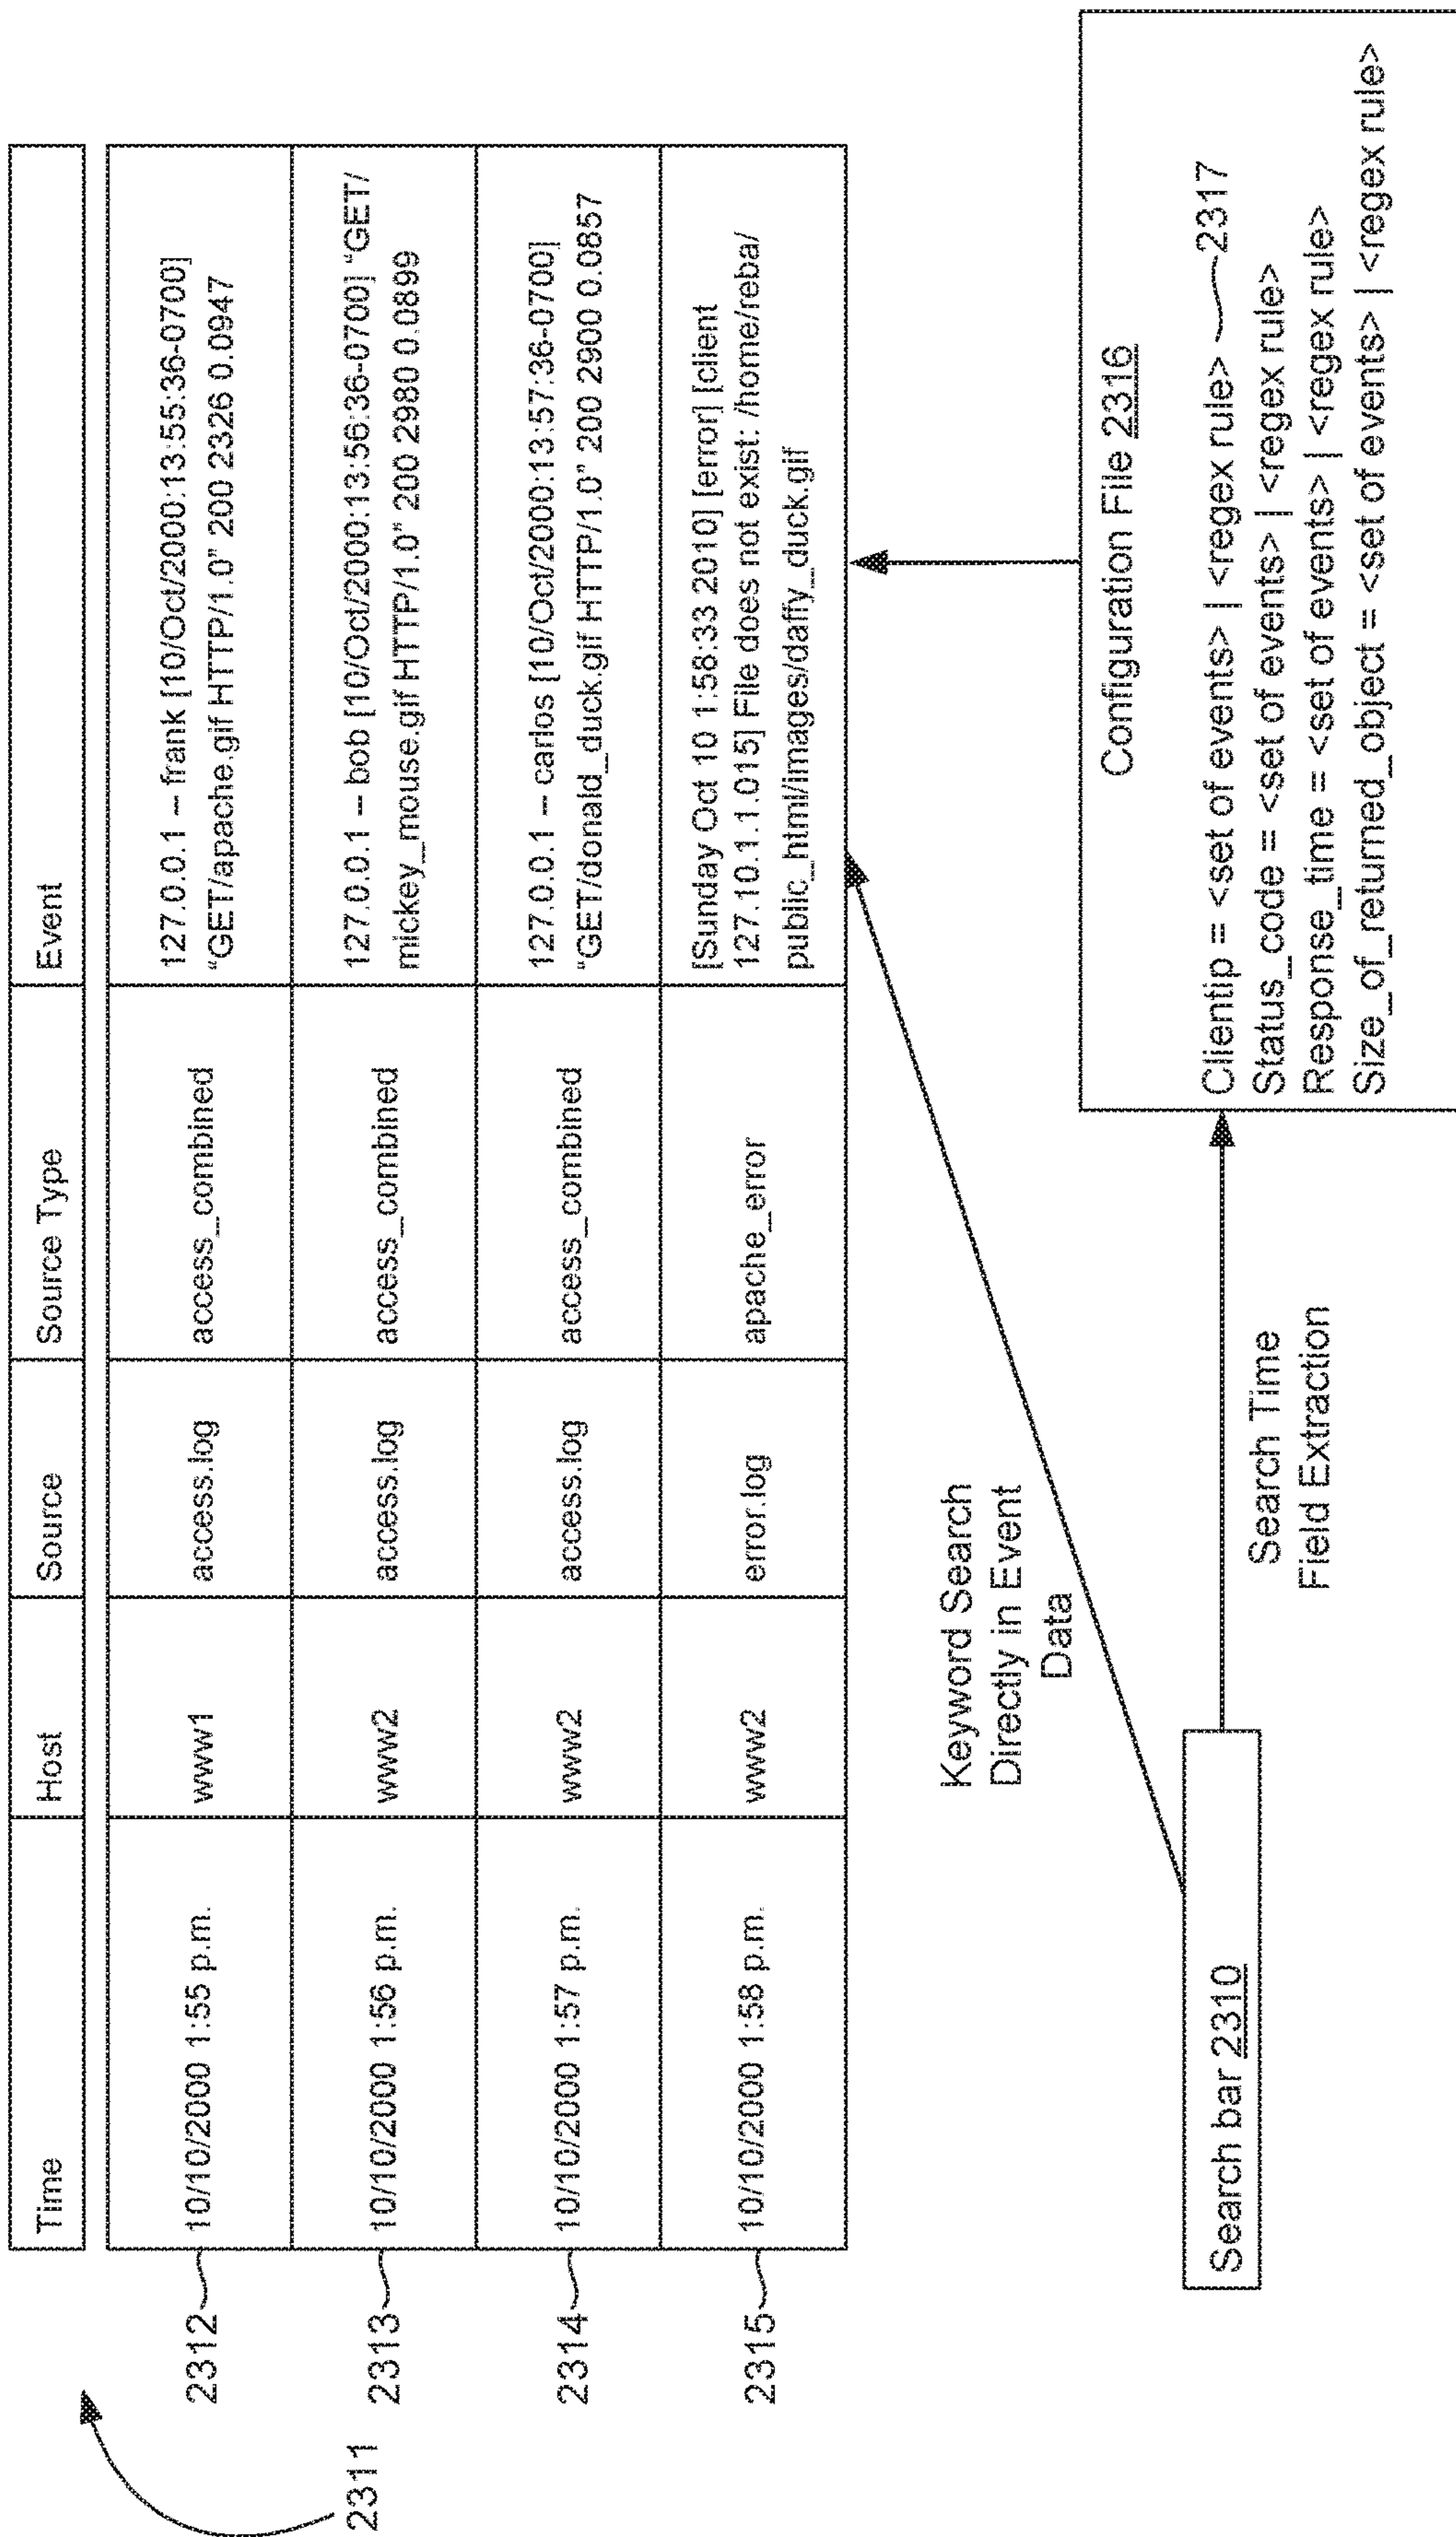 2311
Time
Host
Source
Source Type
Event
2312
10/10/2000 1:55 p.m.
www1
access.log
access_combined
127.0.0.1 – frank [10/Oct/2000:13:55:36-0700]
“GET/apache.gif HTTP/1.0” 200 2326 0.0947
2313
10/10/2000 1:56 p.m.
www2
access.log
access_combined
127.0.0.1 – bob [10/Oct/2000:13:56:36-0700] “GET/
mickey_mouse.gif HTTP/1.0” 200 2980 0.0899
2314
10/10/2000 1:57 p.m.
www2
access.log
access_combined
127.0.0.1 – carlos [10/Oct/2000:13:57:36-0700]
“GET/donald_duck.gif HTTP/1.0” 200 2900 0.0857
2315
10/10/2000 1:58 p.m.
www2
error.log
apache_error
[Sunday Oct 10 1:58:33 2010] [error] [client
127.10.1.1.015] File does not exist: /home/reba/
public_html/images/daffy_duck.gif
Keyword Search
Directly in Event
Data
Search bar 2310
Search Time
Field Extraction
Configuration File 2316
Clientip = <set of events> | <regex rule>
2317
Status_code = <set of events> | <regex rule>
Response_time = <set of events> | <regex rule>
Size_of_returned_object = <set of events> | <regex rule>